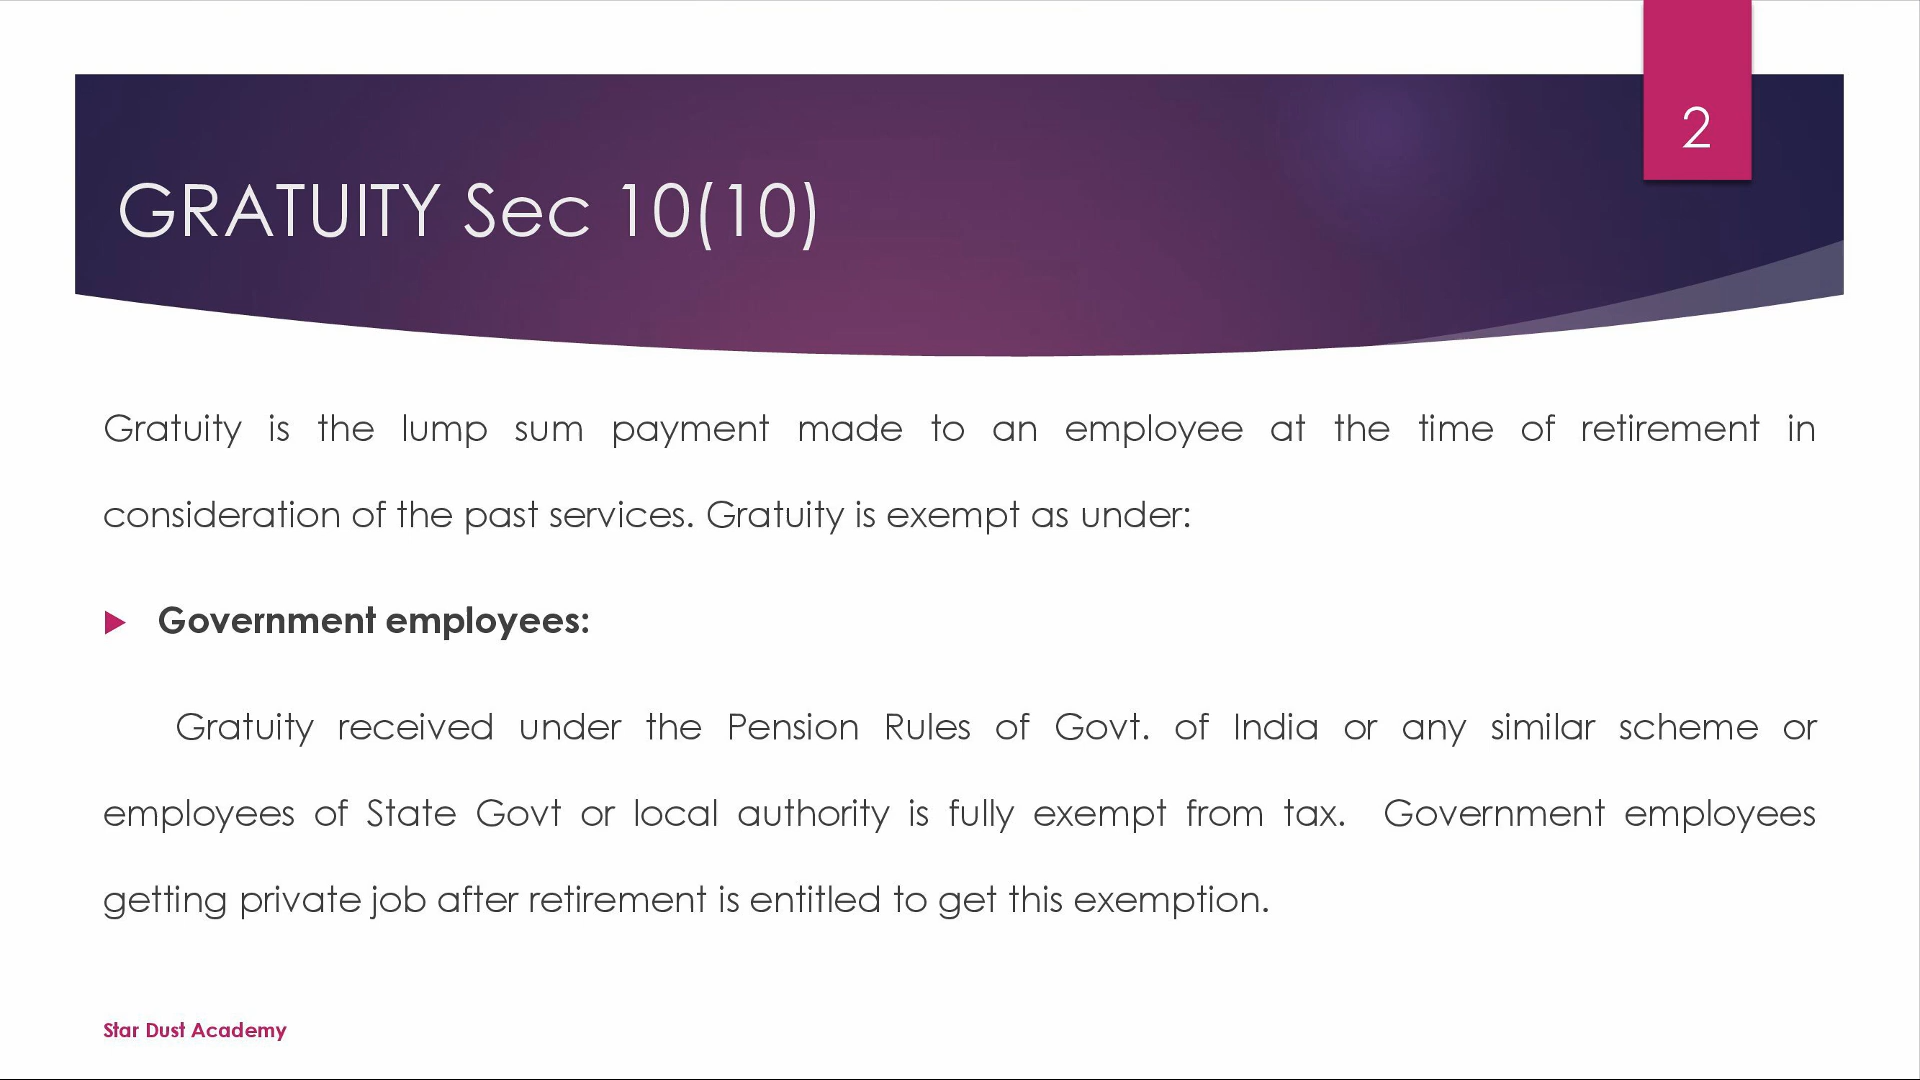 2
GRATUITY Sec 10(10)
Gratuity is the lump sum payment made to an employee at the time of retirement in
consideration of the past services. Gratuity is exempt as under:
Government employees:
Gratuity received under the Pension Rules of Govt. of India or any similar scheme or
employees of State Govt or local authority is fully exempt from tax. Government employees
getting private job after retirement is entitled to get this exemption.
Star Dust Academy